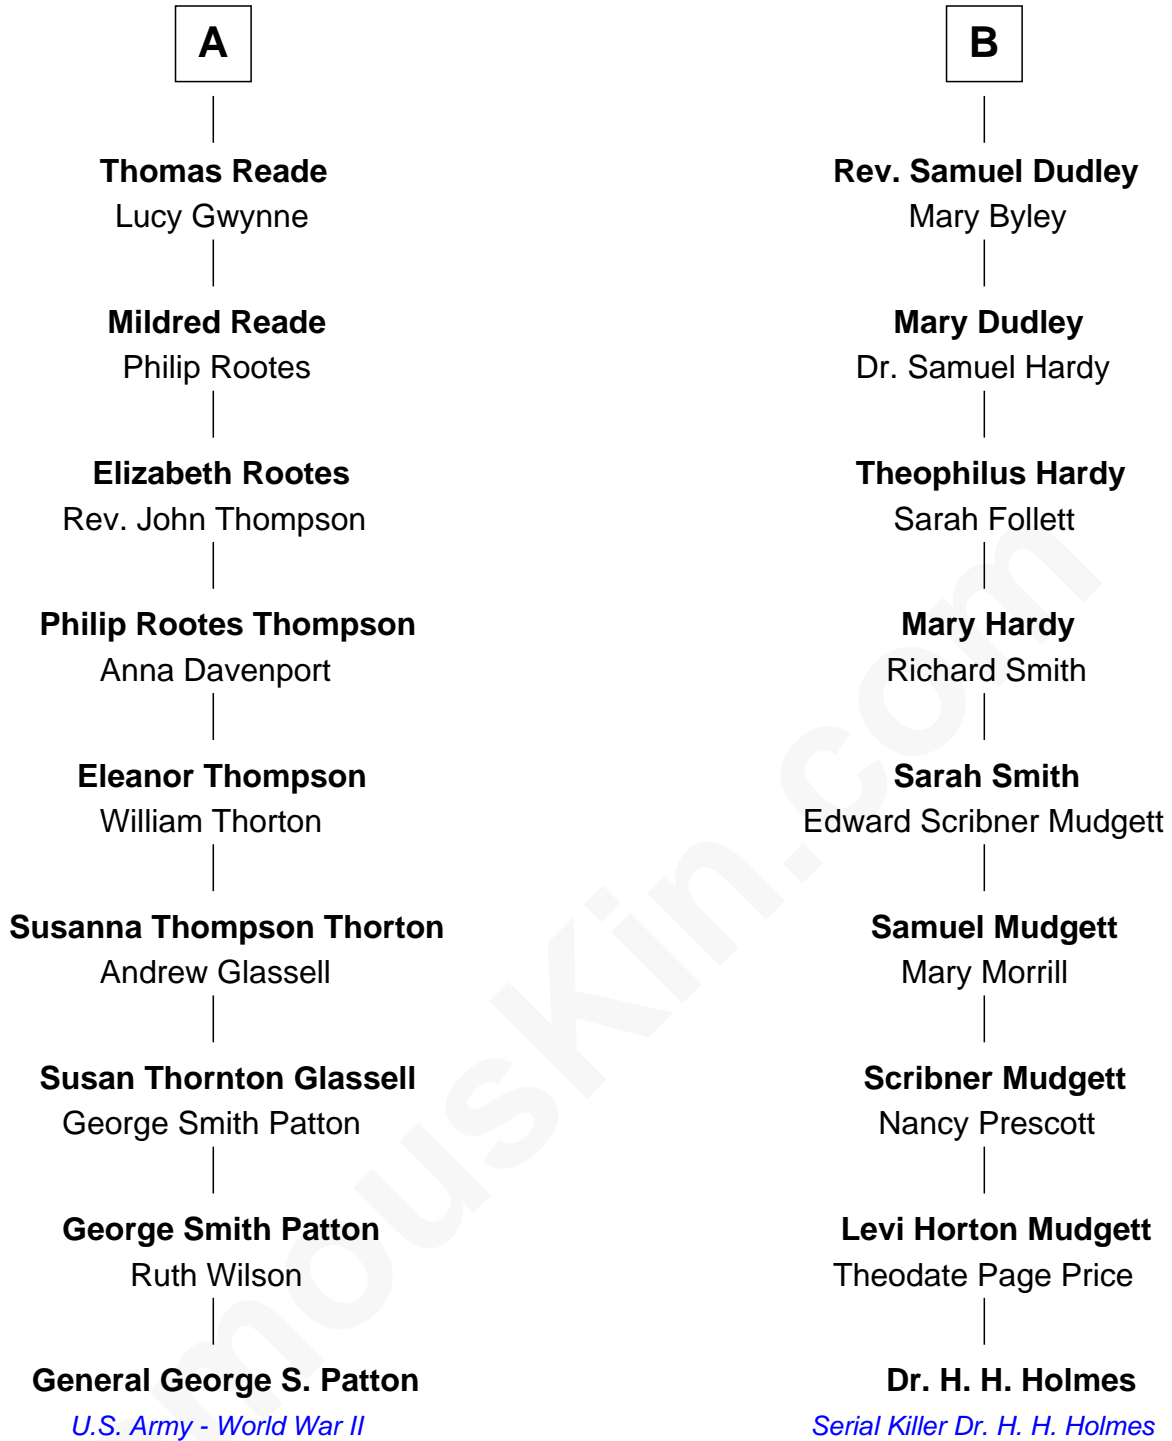 A
Thomas Reade
Lucy Gwynne
Mildred Reade
Philip Rootes
Elizabeth Rootes
Rev. John Thompson
Philip Rootes Thompson
Anna Davenport
Eleanor Thompson
William Thorton
Susanna Thompson Thorton
Andrew Glassell
Susan Thornton Glassell
George Smith Patton
George Smith Patton
Ruth Wilson
General George S. Patton
U.S. Army - World War II
B
Rev. Samuel Dudley
Mary Byley
Mary Dudley
Dr. Samuel Hardy
Theophilus Hardy
Sarah Follett
Mary Hardy
Richard Smith
Sarah Smith
Edward Scribner Mudgett
Samuel Mudgett
Mary Morrill
Scribner Mudgett
Nancy Prescott
Levi Horton Mudgett
Theodate Page Price
Dr. H. H. Holmes
Serial Killer Dr. H. H. Holmes
mousKin.com